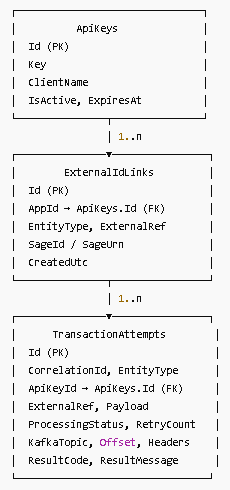 ApiKeys
Id (PK)
Key
ClientName
IsActive, ExpiresAt
1..n
ExternalIdLinks
Id (PK)
AppId → ApiKeys.Id (FK)
EntityType, ExternalRef
SageId / SageUrn
CreatedUtc
1..n
TransactionAttempts
Id (PK)
CorrelationId, EntityType
ApiKeyId → ApiKeys.Id (FK)
ExternalRef, Payload
ProcessingStatus, RetryCount
KafkaTopic, Offset, Headers
ResultCode, ResultMessage